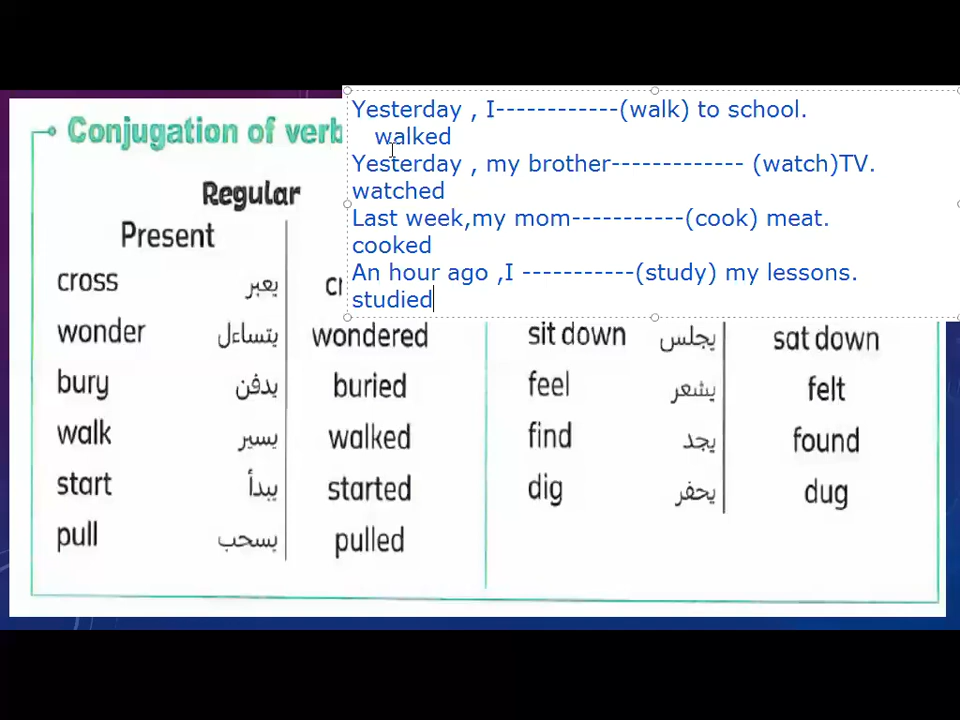 Yesterday , I------------(walk) to school.
walked
Yesterday , my brother------------- (watch)TV.
watched
Last week,my mom-----------(cook) meat.
cooked
An hour ago ,I -----------(study) my lessons.
studied
Conjugation of verb
Regular
Present
cross يعبر cr
wonder يتساءل wondered
bury يدفن buried
walk يسير walked
start يبدأ started
pull يسحب pulled
sit down يجلس sat down
feel يشعر felt
find يجد found
dig يحفر dug